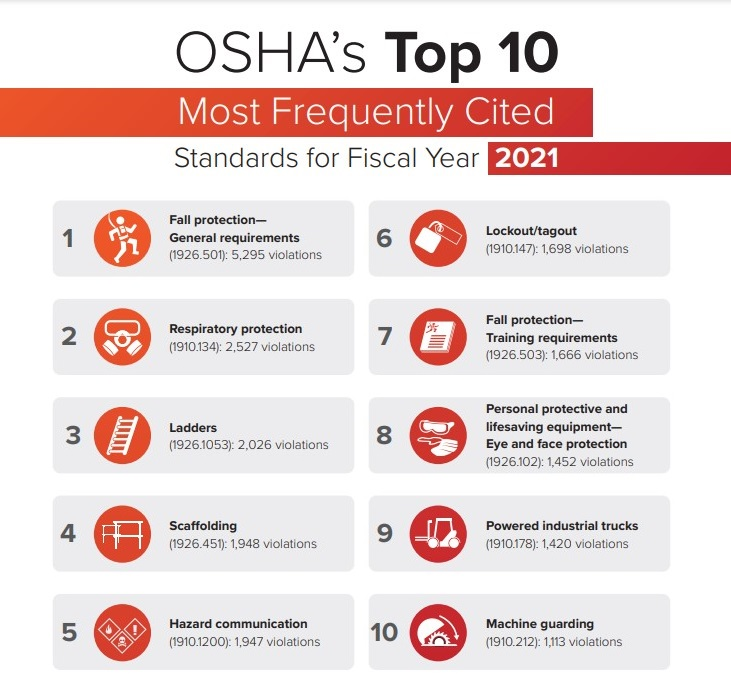 OSHA's Top 10
Most Frequently Cited
Standards for Fiscal Year 2021
1
Fall protection—
General requirements
(1926.501): 5,295 violations
2
Respiratory protection
(1910.134): 2,527 violations
3
Ladders
(1926.1053): 2,026 violations
4
Scaffolding
(1926.451): 1,948 violations
5
Hazard communication
(1910.1200): 1,947 violations
6
Lockout/tagout
(1910.147): 1,698 violations
7
Fall protection—
Training requirements
(1926.503): 1,666 violations
8
Personal protective and
lifesaving equipment—
Eye and face protection
(1926.102): 1,452 violations
9
Powered industrial trucks
(1910.178): 1,420 violations
10
Machine guarding
(1910.212): 1,113 violations